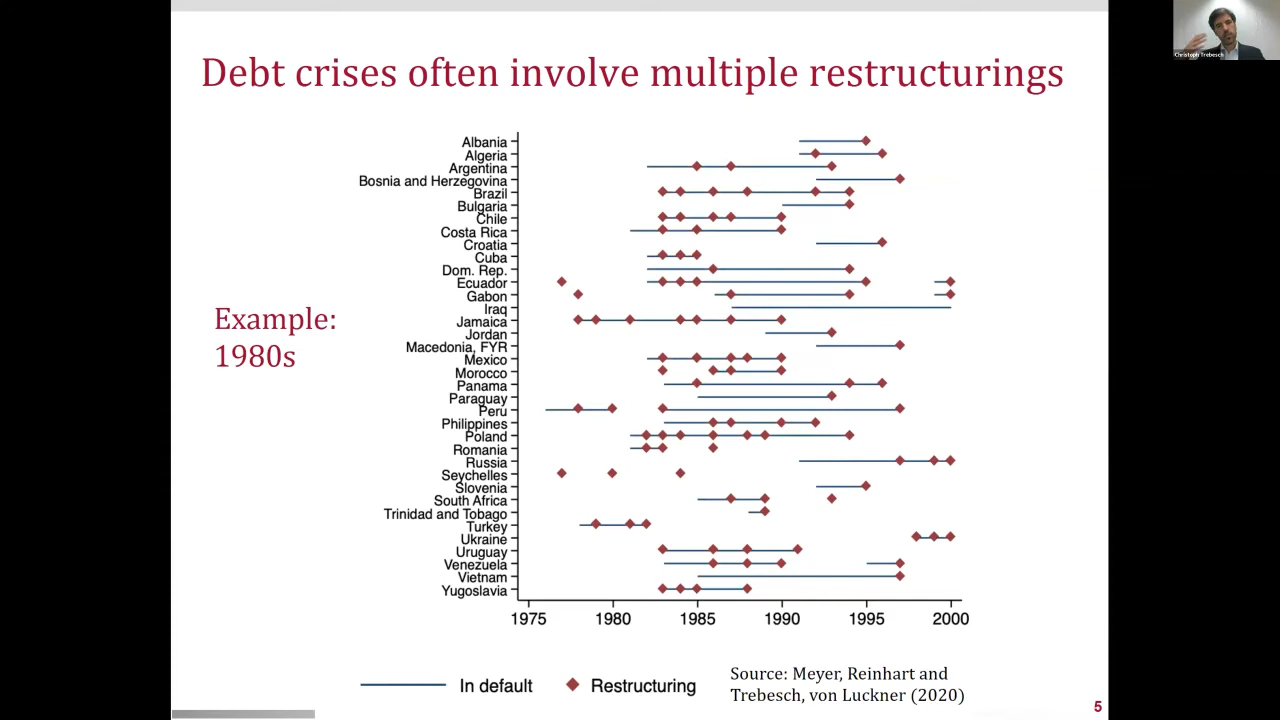 Christoph Trebesch
Debt crises often involve multiple restructurings
Example:
1980s
Albania
Algeria
Argentina
Bosnia and Herzegovina
Brazil
Bulgaria
Chile
Costa Rica
Croatia
Cuba
Dom. Rep.
Ecuador
Gabon
Iraq
Jamaica
Jordan
Macedonia, FYR
Mexico
Morocco
Panama
Paraguay
Peru
Philippines
Poland
Romania
Russia
Seychelles
Slovenia
South Africa
Trinidad and Tobago
Turkey
Ukraine
Uruguay
Venezuela
Vietnam
Yugoslavia
1975 1980 1985 1990 1995 2000
In default Restructuring
Source: Meyer, Reinhart and
Trebesch, von Luckner (2020)
5